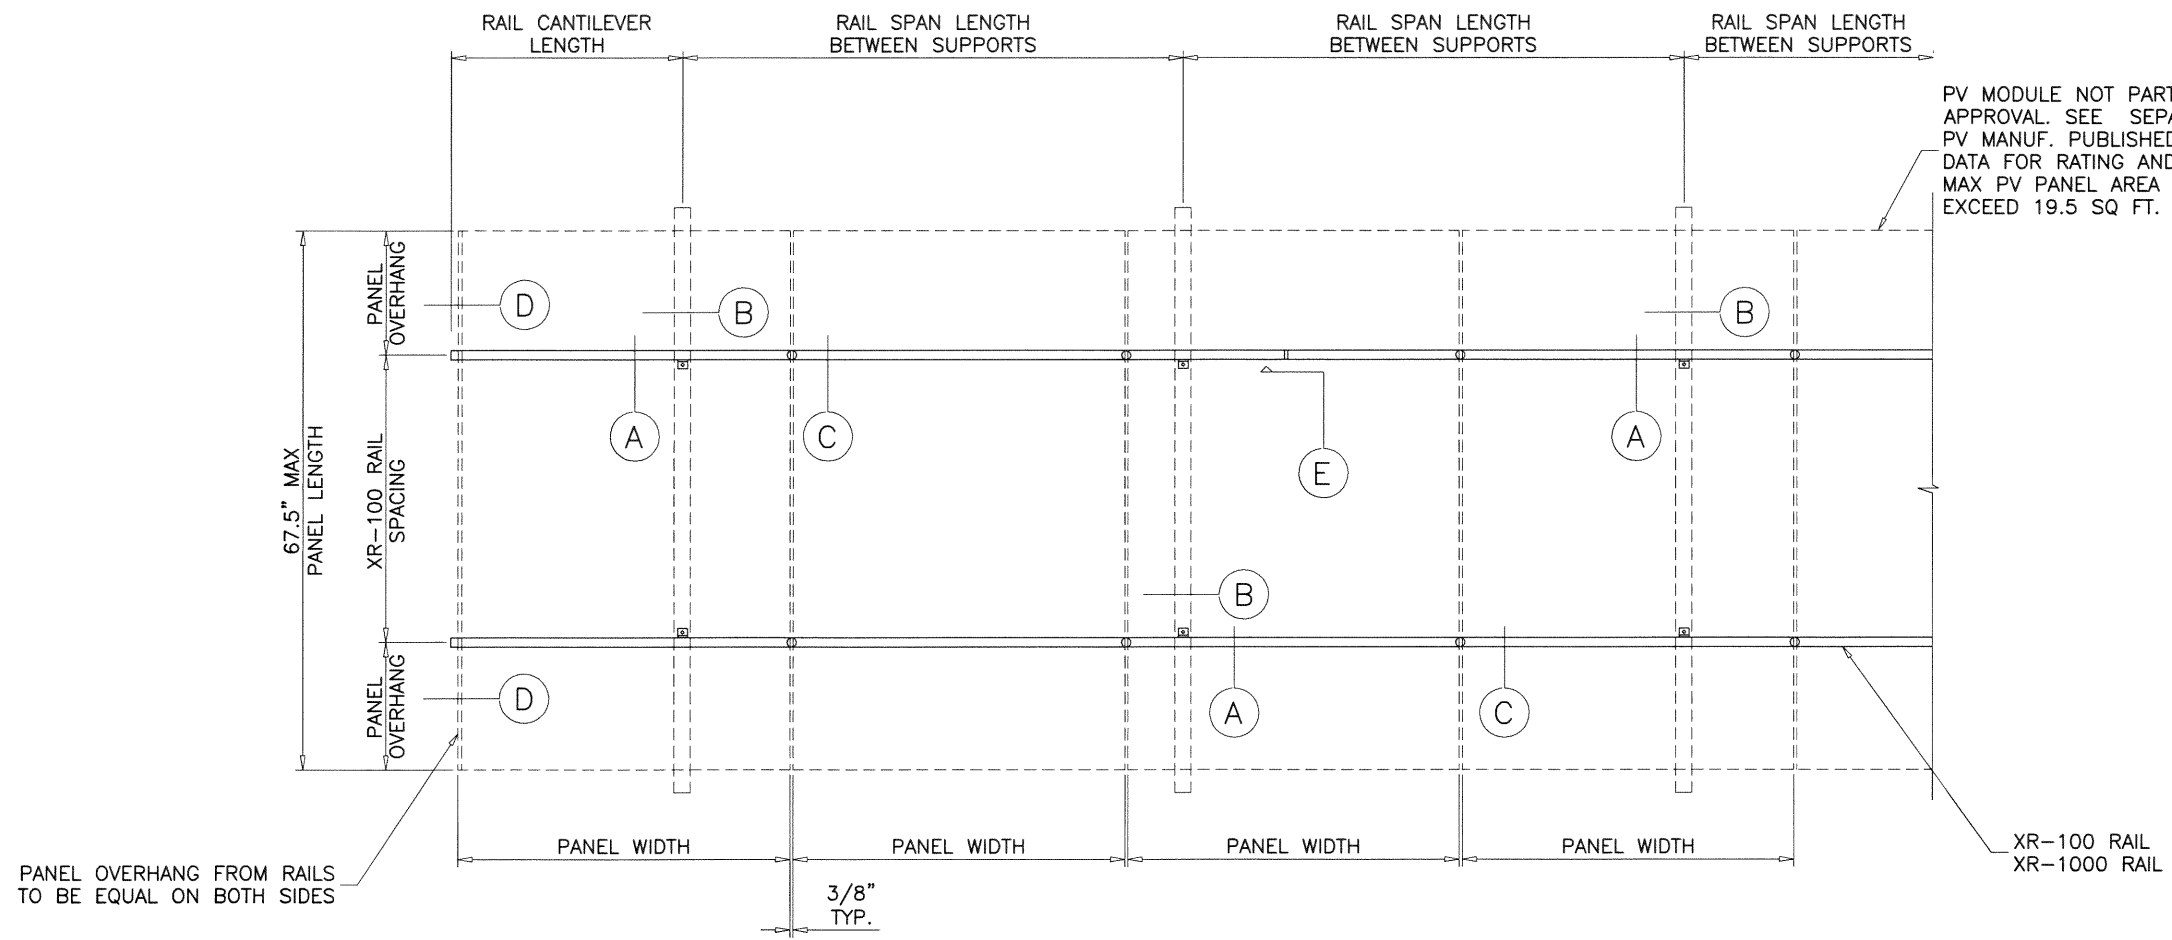 RAIL CANTILEVER
LENGTH
RAIL SPAN LENGTH
BETWEEN SUPPORTS
RAIL SPAN LENGTH
BETWEEN SUPPORTS
RAIL SPAN LENGTH
BETWEEN SUPPORTS
PV MODULE NOT PART
APPROVAL. SEE SEPA
PV MANUF. PUBLISHED
DATA FOR RATING AND
MAX PV PANEL AREA
EXCEED 19.5 SQ FT.
PANEL
OVERHANG
D
B
B
67.5" MAX
PANEL LENGTH
XR-100 RAIL
SPACING
A
C
E
A
B
PANEL
OVERHANG
D
A
C
PANEL WIDTH
PANEL WIDTH
PANEL WIDTH
PANEL WIDTH
XR-100 RAIL
XR-1000 RAIL
PANEL OVERHANG FROM RAILS
TO BE EQUAL ON BOTH SIDES
3/8"
TYP.